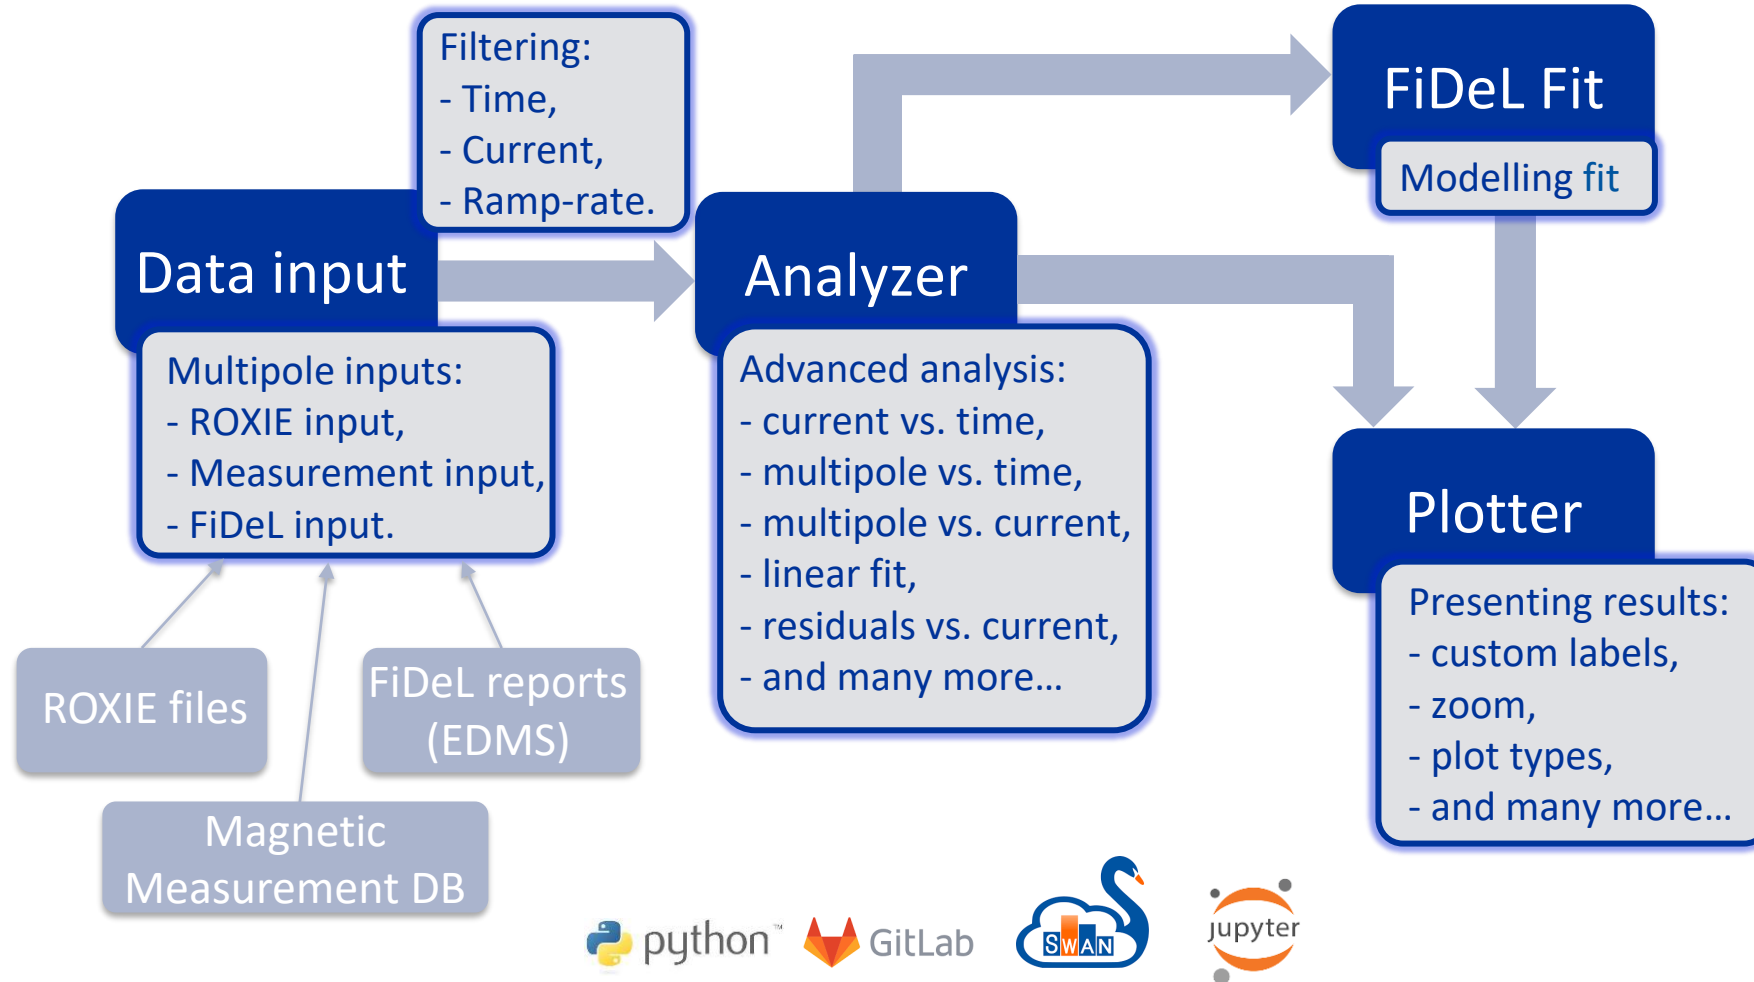 Filtering:
- Time,
- Current,
- Ramp-rate.
FiDeL Fit
Modelling fit
Data input
Analyzer
Multipole inputs:
- ROXIE input,
- Measurement input,
- FiDeL input.
Advanced analysis:
- current vs. time,
- multipole vs. time,
- multipole vs. current,
- linear fit,
- residuals vs. current,
- and many more...
Plotter
Presenting results:
- custom labels,
- zoom,
- plot types,
- and many more...
ROXIE files
FiDeL reports
(EDMS)
Magnetic
Measurement DB
python™
GitLab
SWAN
jupyter